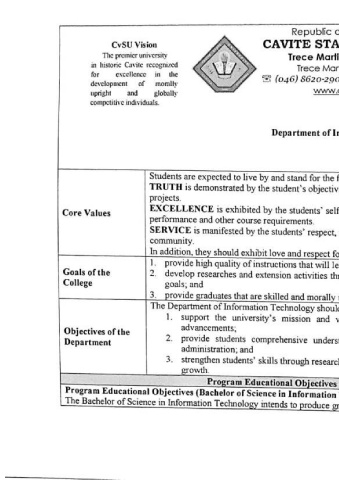 CvSU Vision
The premier university
in historic Cavite recognized
for excellence in the
development of morally
upright and globally
competitive individuals.
Republic o
CAVITE STA
Trece Marti
Trece Mar
(046) 8620-290
www.
Department of In
Core Values
Students are expected to live by and stand for the f
TRUTH is demonstrated by the student's objectiv
projects.
EXCELLENCE is exhibited by the students' self
performance and other course requirements.
SERVICE is manifested by the students' respect,
community.
In addition, they should exhibit love and respect fo
Goals of the
College
1. provide high quality of instructions that will le
2. develop researches and extension activities thr
goals; and
3. provide graduates that are skilled and morally
Objectives of the
Department
The Department of Information Technology shoul
1. support the university's mission and v
advancements;
2. provide students comprehensive underst
administration; and
3. strengthen students' skills through researc
growth.
Program Educational Objectives
Program Educational Objectives (Bachelor of Science in Information
The Bachelor of Science in Information Technology intends to produce gr